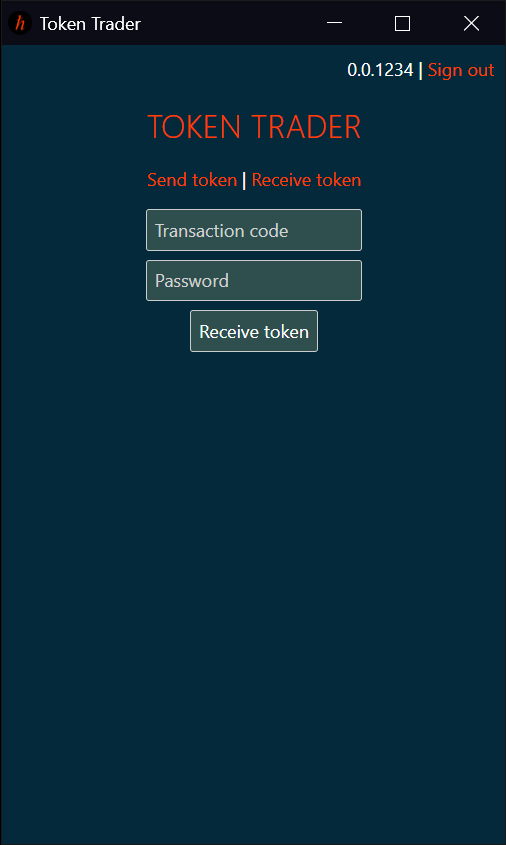 h Token Trader
0.0.1234 | Sign out
TOKEN TRADER
Send token | Receive token
Transaction code
Password
Receive token